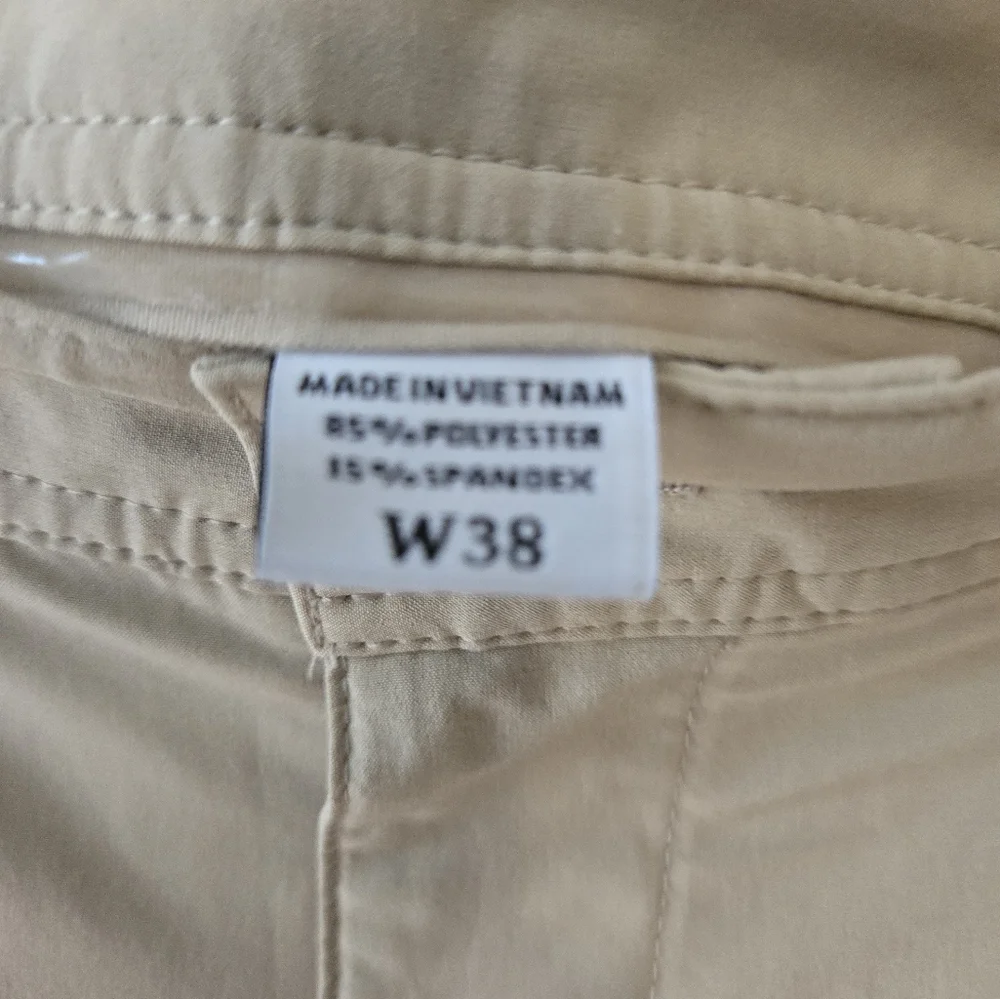 MADE IN VIETNAM
85%POLYESTER
15%SPANDEX
W38